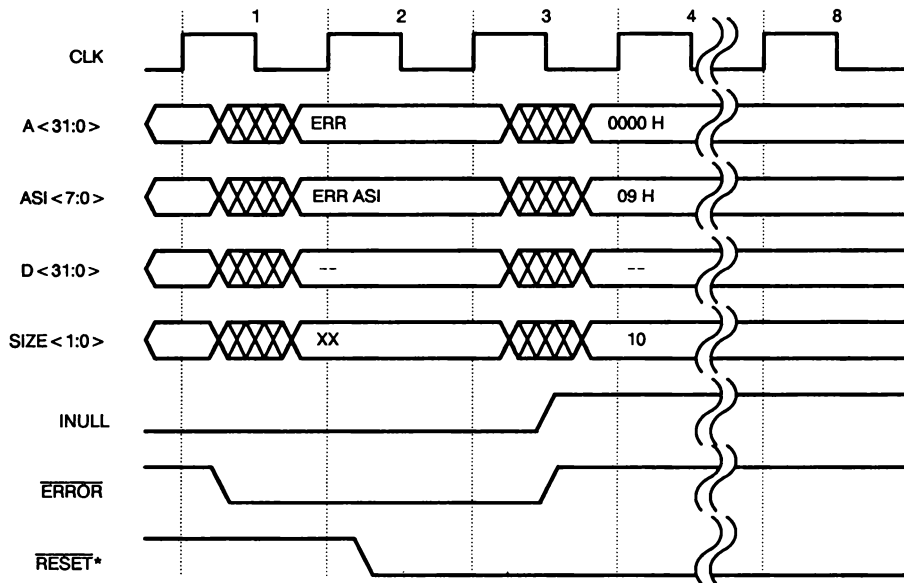 1 2 3 4 8
CLK
A<31:0> ERR 0000 H
ASI<7:0> ERR ASI 09 H
D<31:0> -- --
SIZE<1:0> XX 10
INULL
ERROR
RESET*